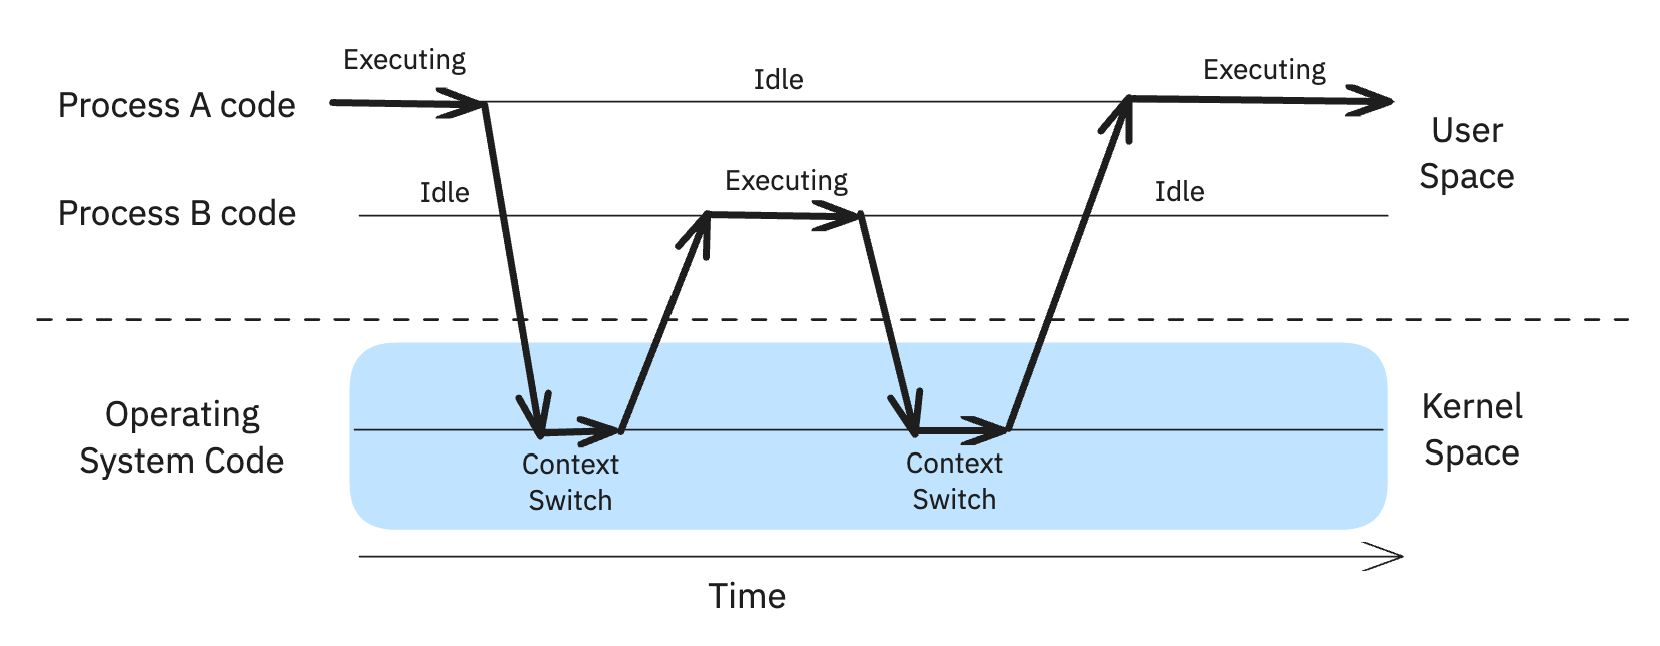 Executing
Idle
Executing
Process A code
User
Space
Idle
Executing
Idle
Process B code
Operating
System Code
Kernel
Space
Context
Switch
Context
Switch
Time